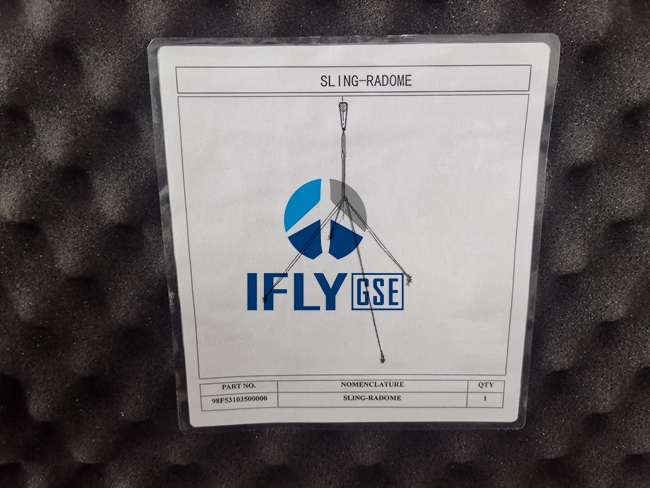 SLING-RADOME
IFLY GSE
PART NO. NOMENCLATURE QTY
98F53103500000 SLING-RADOME 1